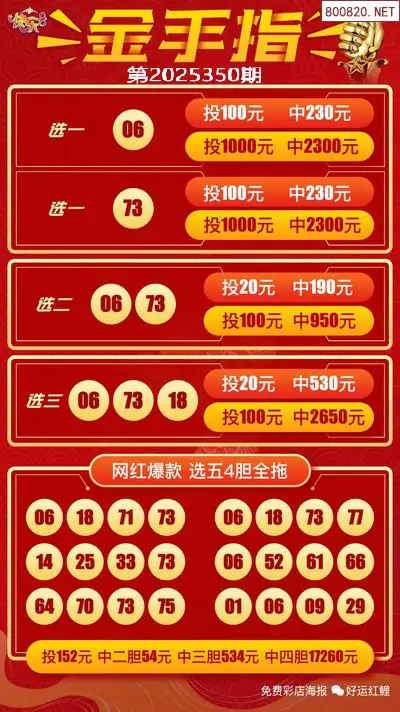 800820.NET
快乐
金手指
第2025350期
选一 06 投100元 中230元
投1000元 中2300元
选一 73 投100元 中230元
投1000元 中2300元
选二 06 73 投20元 中190元
投100元 中950元
选三 06 73 18 投20元 中530元
投100元 中2650元
网红爆款 选五4胆全拖
06 18 71 73 06 18 73 77
14 25 33 73 06 52 61 66
64 70 73 75 01 06 09 29
投152元 中二胆54元 中三胆534元 中四胆17260元
免费彩店海报 好运红鲤